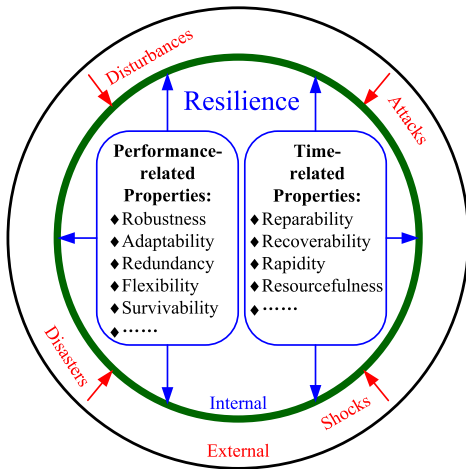 Disturbances
Attacks
Resilience
Performance-
related
Properties:
♦Robustness
♦Adaptability
♦Redundancy
♦Flexibility
♦Survivability
♦······
Time-
related
Properties:
♦Reparability
♦Recoverability
♦Rapidity
♦Resourcefulness
♦······
Disasters
Internal
Shocks
External